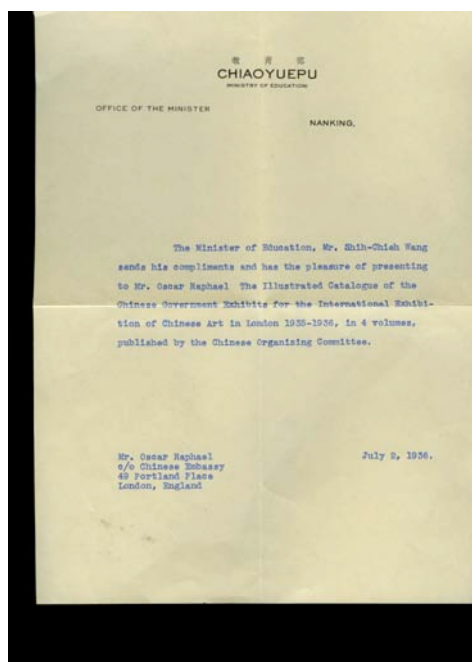 教育部
CHIAOYUEPU
MINISTRY OF EDUCATION
OFFICE OF THE MINISTER
NANKING,
The Minister of Education, Mr. Shih-Chieh Wang
sends his compliments and has the pleasure of presenting
to Mr. Oscar Raphael The Illustrated Catalogue of the
Chinese Government Exhibits for the International Exhibi-
tion of Chinese Art in London 1935-1936, in 4 volumes,
published by the Chinese Organizing Committee.
Mr. Oscar Raphael
c/o Chinese Embassy
49 Portland Place
London, England
July 2, 1936.